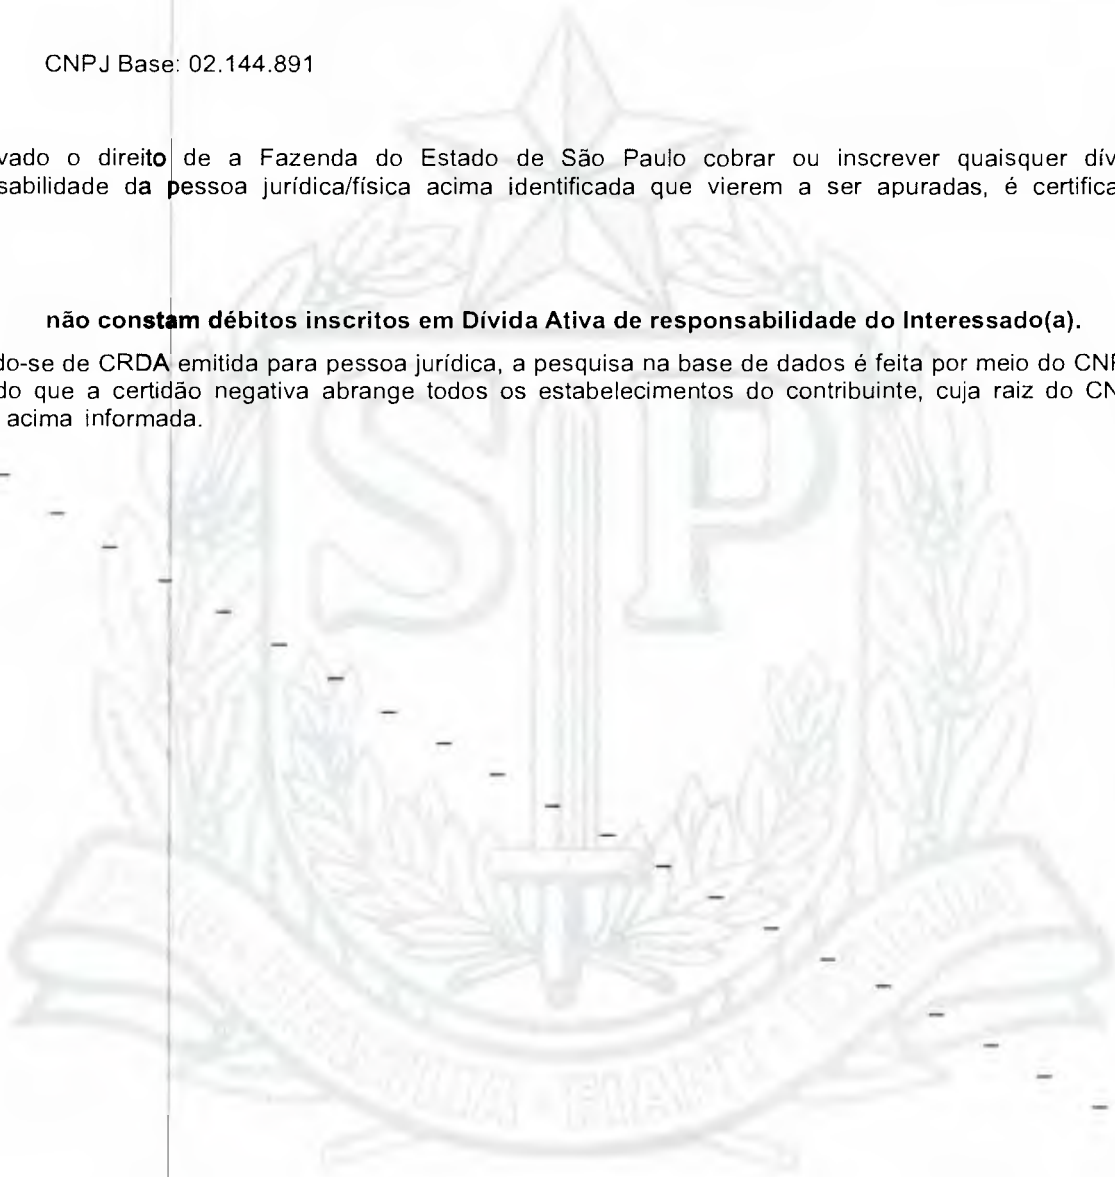 CNPJ Base: 02.144.891
vado o direito de a Fazenda do Estado de São Paulo cobrar ou inscrever quaisquer dív
sabilidade da pessoa jurídica/física acima identificada que vierem a ser apuradas, é certifica
não constam débitos inscritos em Dívida Ativa de responsabilidade do Interessado(a).
do-se de CRDA emitida para pessoa jurídica, a pesquisa na base de dados é feita por meio do CNF
do que a certidão negativa abrange todos os estabelecimentos do contribuinte, cuja raiz do CN
acima informada.
SP